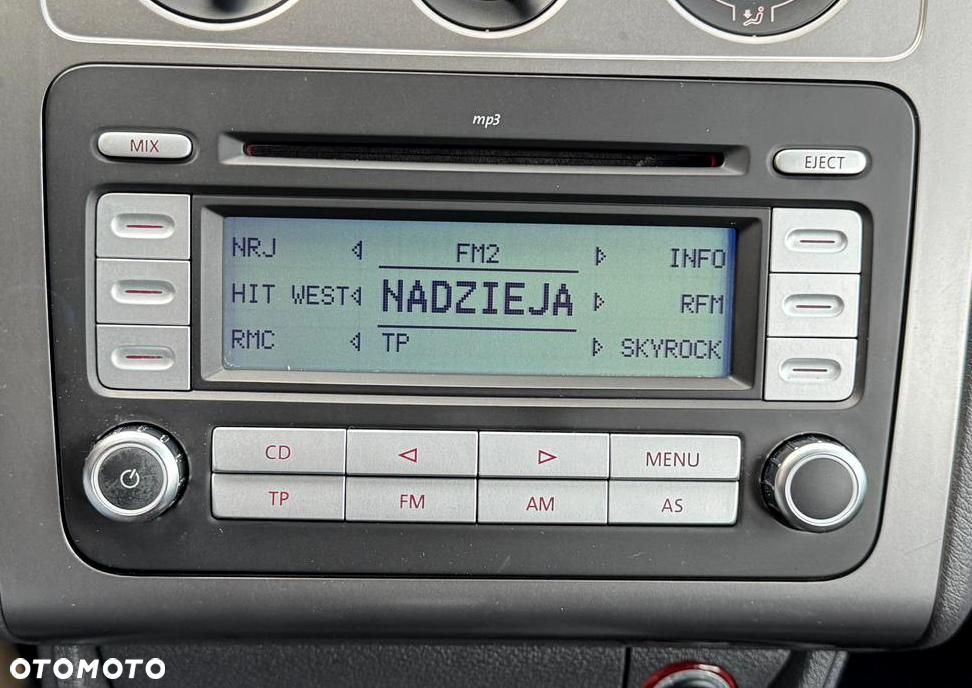 mp3
MIX
EJECT
NRJ FM2 INFO
HIT WEST NADZIEJA RFM
RMC TP SKYROCK
CD MENU
TP FM AM AS
OTOMOTO